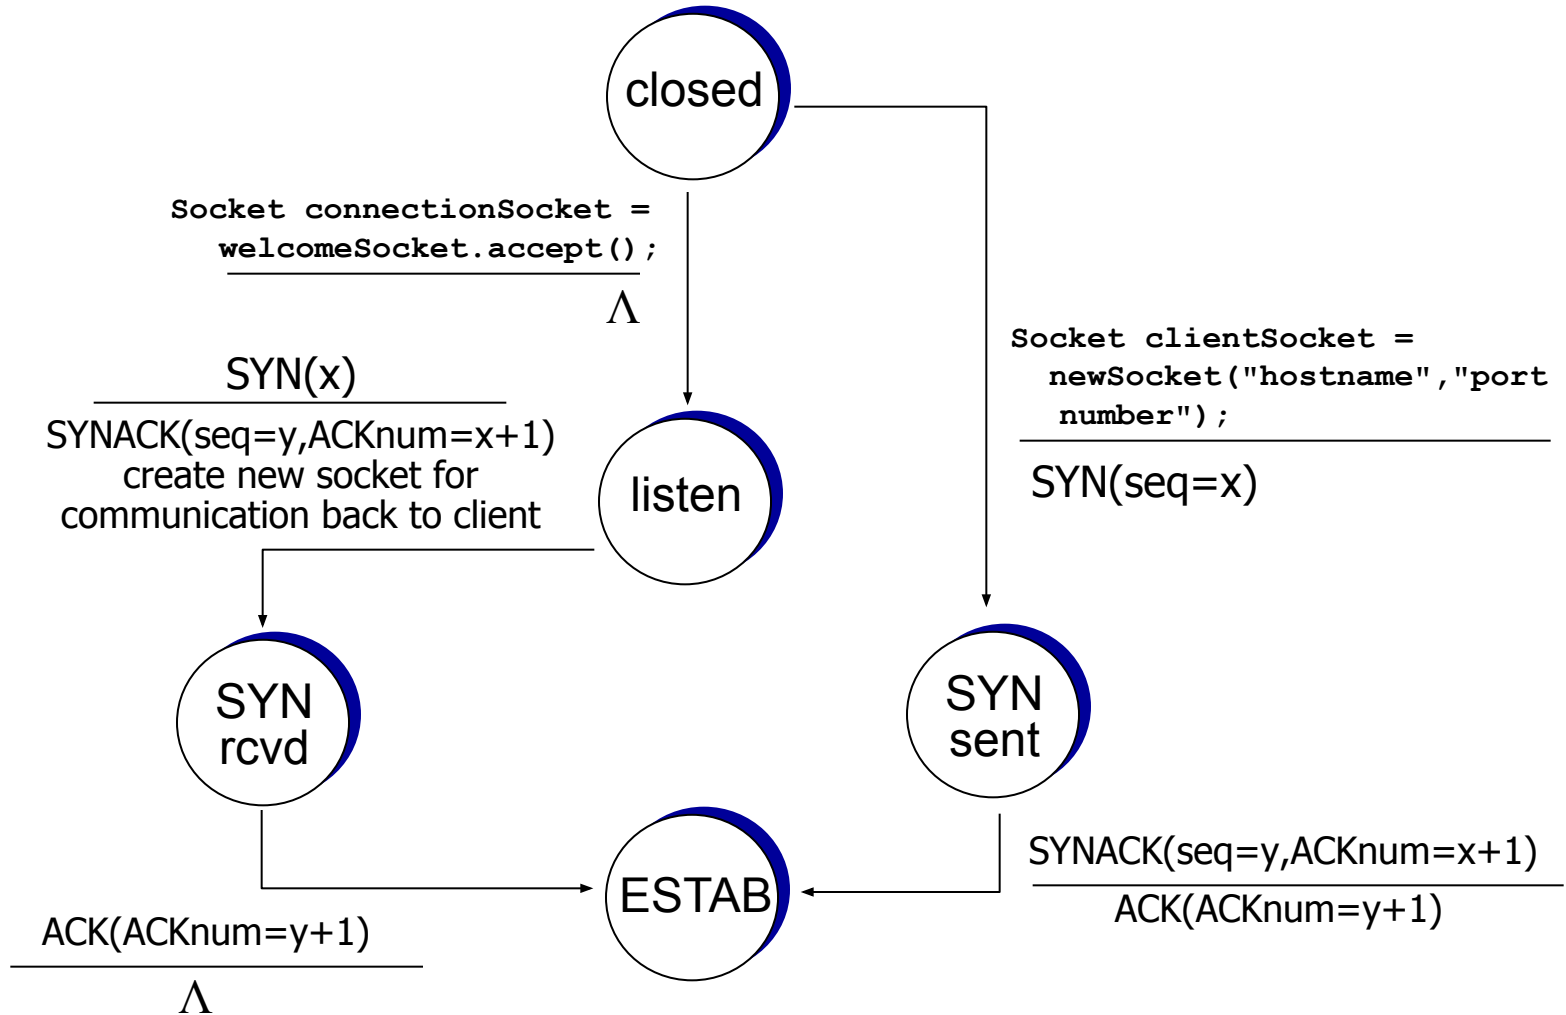 closed
Socket connectionSocket =
welcomeSocket.accept();
Λ
Socket clientSocket =
newSocket("hostname","port
number");
SYN(seq=x)
SYN(x)
SYNACK(seq=y,ACKnum=x+1)
create new socket for
communication back to client
listen
SYN
rcvd
SYN
sent
ESTAB
SYNACK(seq=y,ACKnum=x+1)
ACK(ACKnum=y+1)
ACK(ACKnum=y+1)
Λ